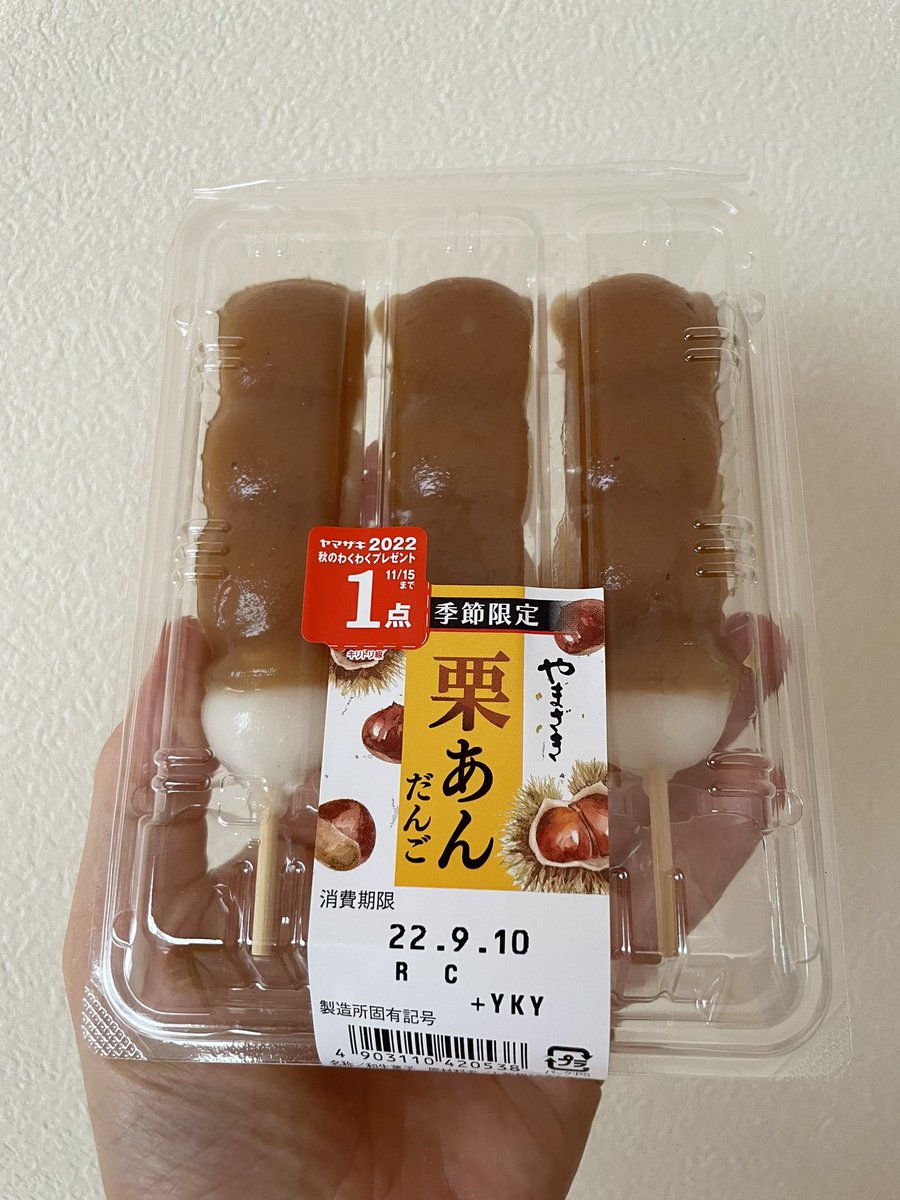 ヤマザキ2022
秋のわくわくプレゼント
11/15
まで
1点
キリトリ線
季節限定
やまざき
栗あん
だんご
消費期限
22.9.10
R C
+YKY
製造所固有記号
4 903110 420538
プラ